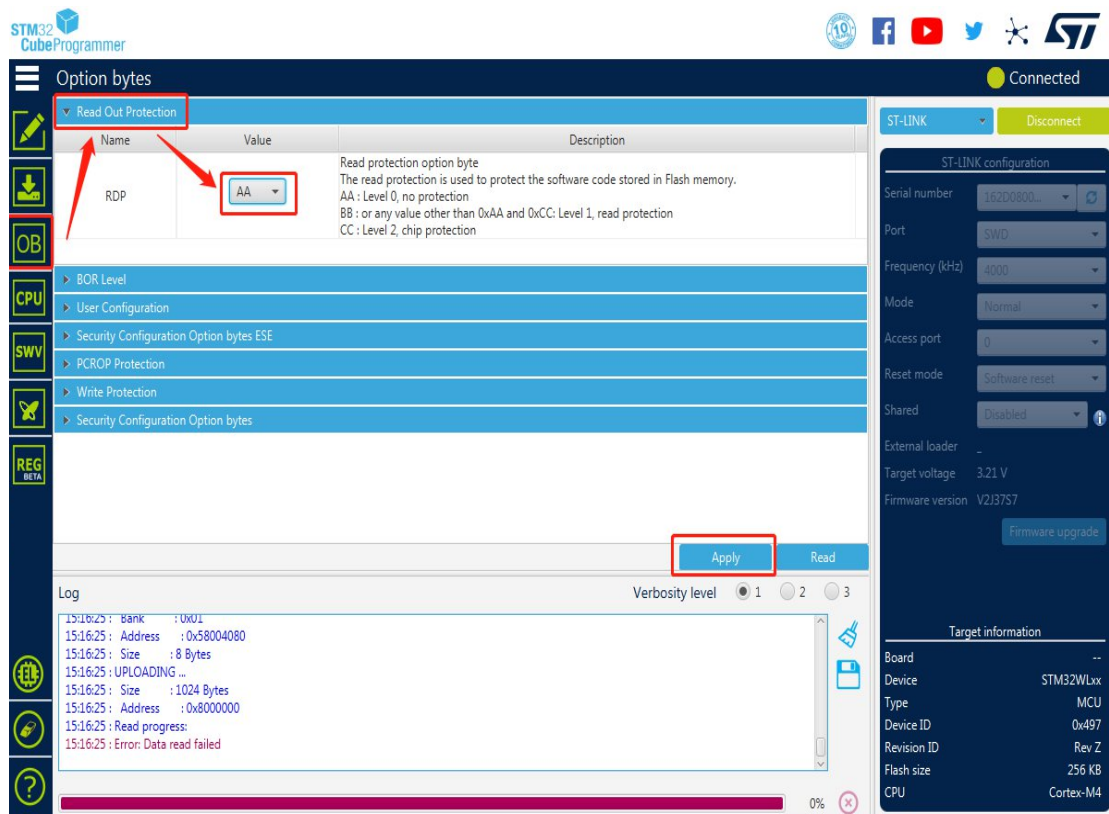 STM32
CubeProgrammer
10
Option bytes
Connected
Read Out Protection
Name Value Description
RDP
AA
Read protection option byte
The read protection is used to protect the software code stored in Flash memory.
AA : Level 0, no protection
BB : or any value other than 0xAA and 0xCC: Level 1, read protection
CC : Level 2, chip protection
OB
CPU
SWV
REG
BETA
BOR Level
User Configuration
Security Configuration Option bytes ESE
PCROP Protection
Write Protection
Security Configuration Option bytes
Apply Read
Log Verbosity level 1 2 3
15:16:25 : Bank : 0x01
15:16:25 : Address : 0x58004080
15:16:25 : Size : 8 Bytes
15:16:25 : UPLOADING ...
15:16:25 : Size : 1024 Bytes
15:16:25 : Address : 0x8000000
15:16:25 : Read progress:
15:16:25 : Error: Data read failed
0%
ST-LINK Disconnect
ST-LINK configuration
Serial number 162D0800...
Port SWD
Frequency (kHz) 4000
Mode Normal
Access port 0
Reset mode Software reset
Shared Disabled
External loader _
Target voltage 3.21 V
Firmware version V2J37S7
Firmware upgrade
Target information
Board --
Device STM32WLxx
Type MCU
Device ID 0x497
Revision ID Rev Z
Flash size 256 KB
CPU Cortex-M4